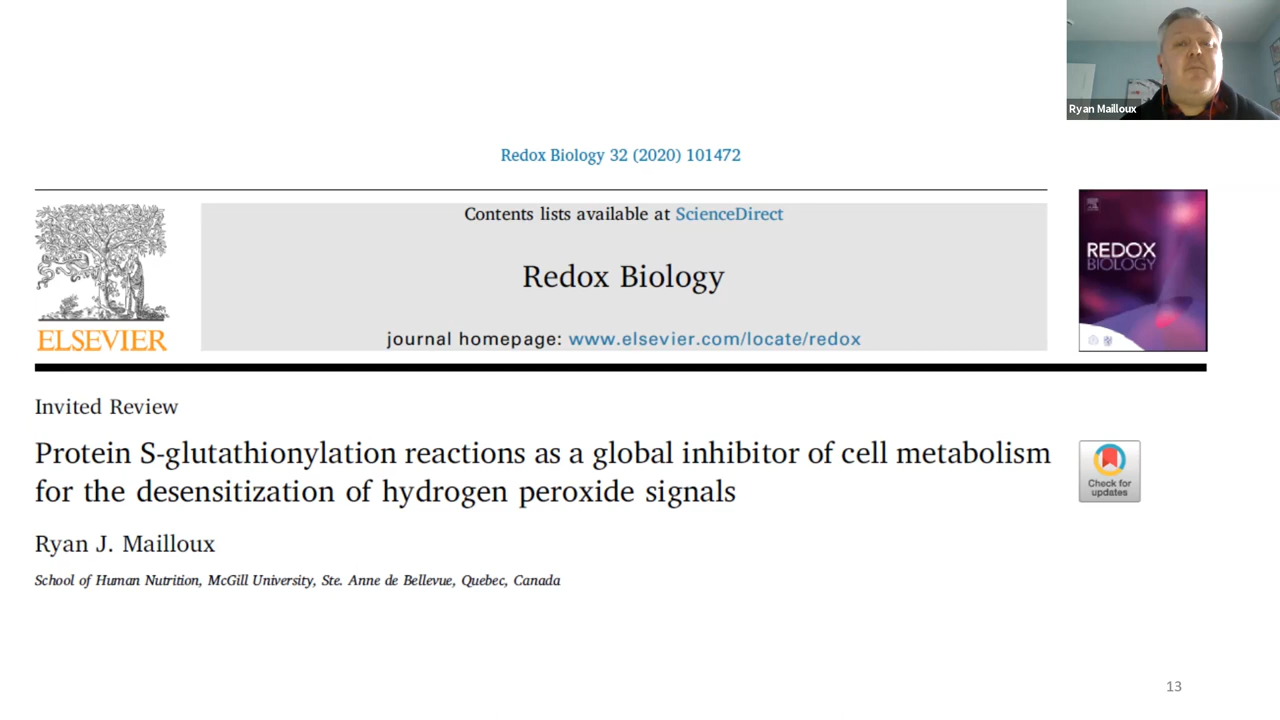 Ryan Mailloux
Redox Biology 32 (2020) 101472
Contents lists available at ScienceDirect
Redox Biology
journal homepage: www.elsevier.com/locate/redox
ELSEVIER
REDOX
BIOLOGY
Invited Review
Protein S-glutathionylation reactions as a global inhibitor of cell metabolism
for the desensitization of hydrogen peroxide signals
Check for
updates
Ryan J. Mailloux
School of Human Nutrition, McGill University, Ste. Anne de Bellevue, Quebec, Canada
13